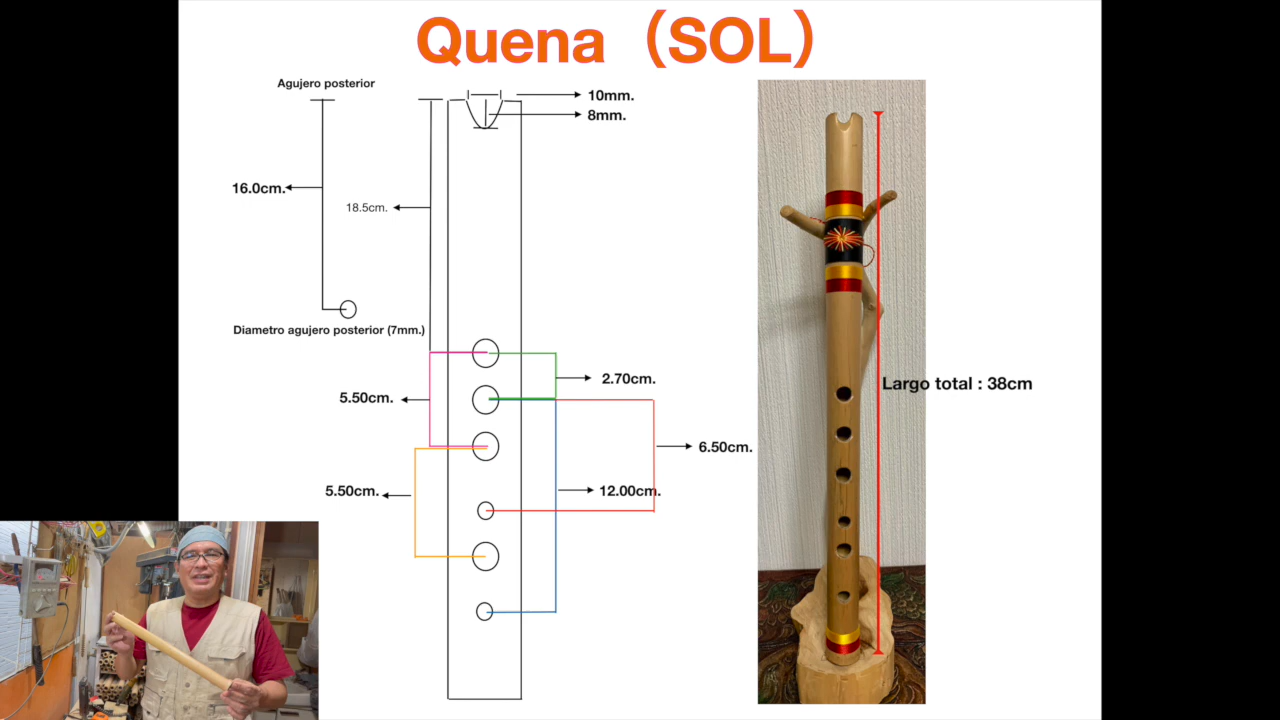 Quena（SOL）
Agujero posterior
10mm.
8mm.
16.0cm.
18.5cm.
Diametro agujero posterior (7mm.)
2.70cm.
5.50cm.
Largo total : 38cm
6.50cm.
5.50cm.
12.00cm.